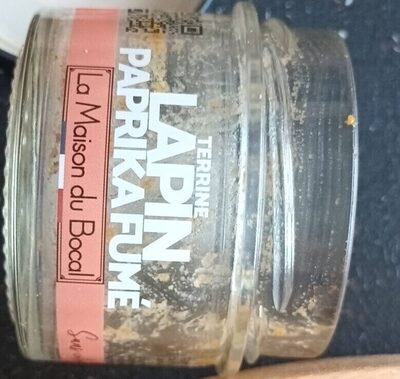 TERRINE
LAPIN
PAPRIKA FUMÉ
La Maison du Bocal